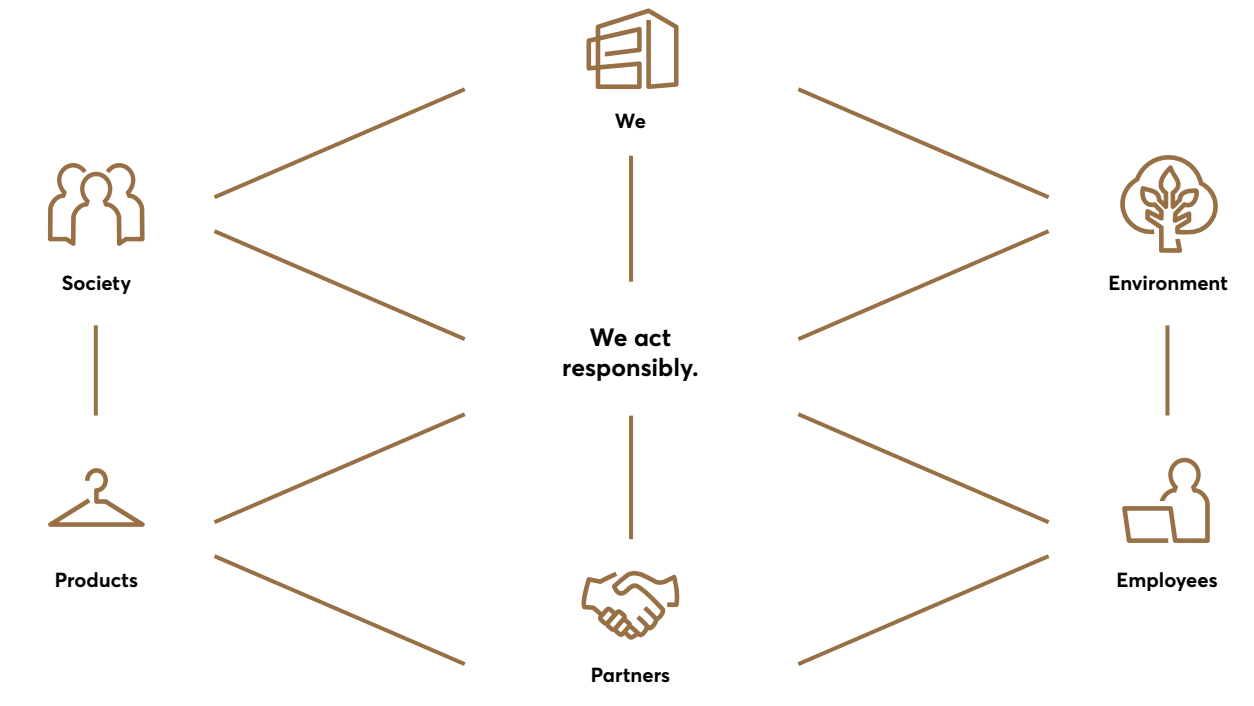 We
Society
Environment
We act
responsibly.
Products
Employees
Partners